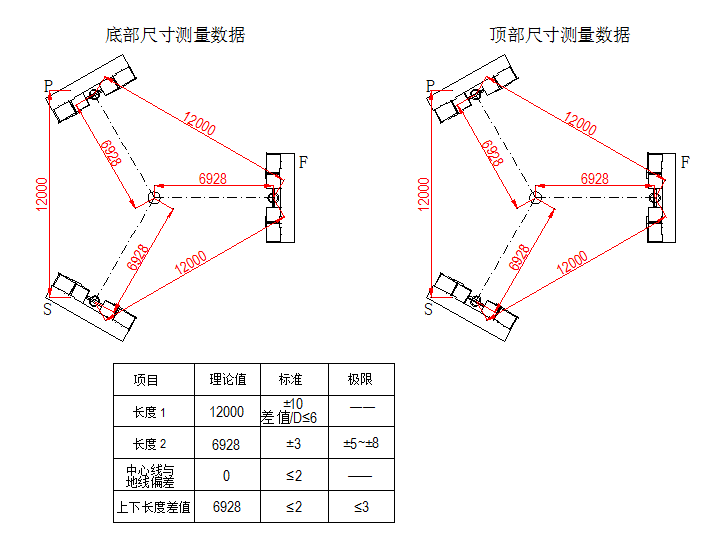 底部尺寸测量数据
顶部尺寸测量数据
P
12000
6928
F
6928
12000
6928
12000
S
P
12000
6928
F
6928
12000
6928
12000
S
项目 理论值 标准 极限
长度1 12000 ±10 ——
差值/D≤6
长度2 6928 ±3 ±5~±8
中心线与 0 ≤2 ——
地线偏差
上下长度差值 6928 ≤2 ≤3